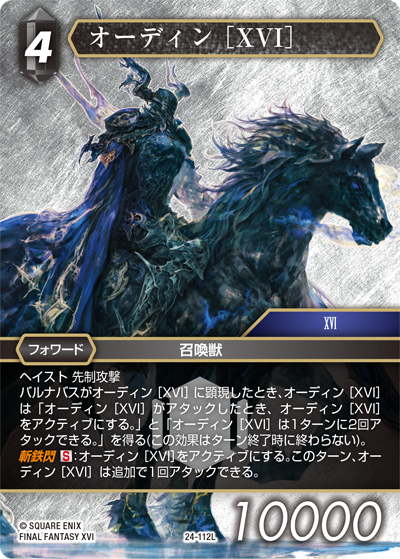 4
オーディン [XVI]
XVI
フォワード
召喚獣
ヘイスト 先制攻撃
バルナバスがオーディン [XVI] に顕現したとき、オーディン [XVI]
は「オーディン [XVI] がアタックしたとき、オーディン [XVI]
をアクティブにする。」と「オーディン [XVI] は1ターンに2回ア
タックできる。」を得る(この効果はターン終了時に終わらない)。
斬鉄閃 S:オーディン [XVI]をアクティブにする。このターン、オー
ディン [XVI] は追加で1回アタックできる。
© SQUARE ENIX
FINAL FANTASY XVI
24-112L
10000